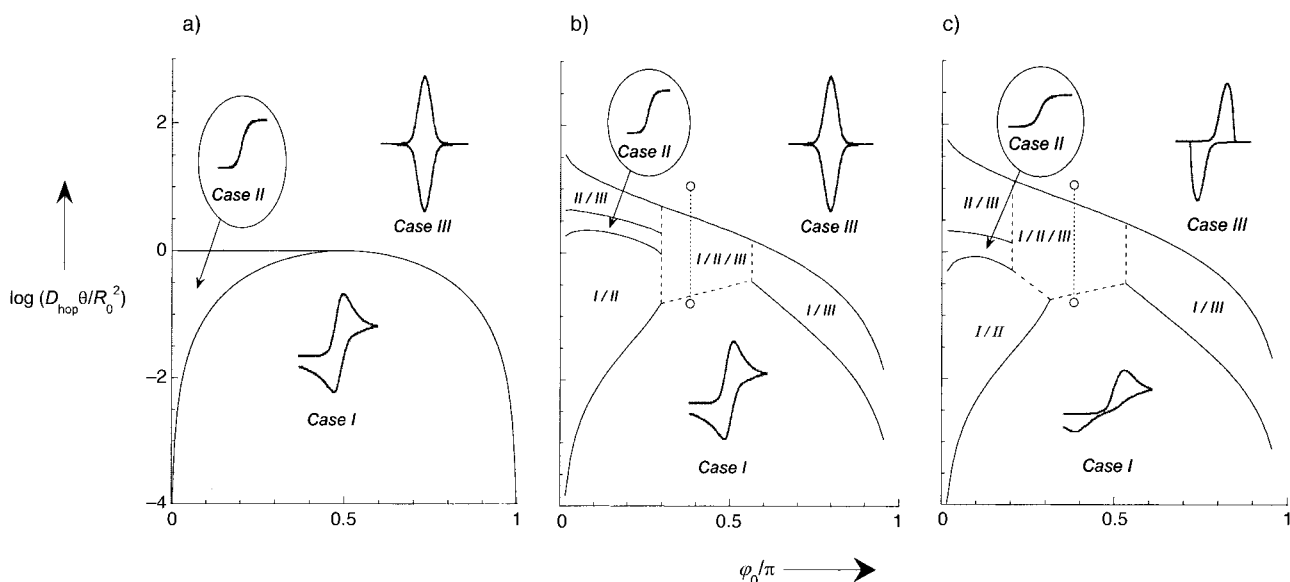 a)
b)
c)
2
0
−2
−4
log (D_hop θ/R_0^2)
Case II
Case III
Case I
0
0.5
1
Case II
Case III
II / III
I / II / III
I / II
I / III
Case I
0
0.5
1
Case II
Case III
II / III
I / II / III
I / II
I / III
Case I
0
0.5
1
φ_0/π